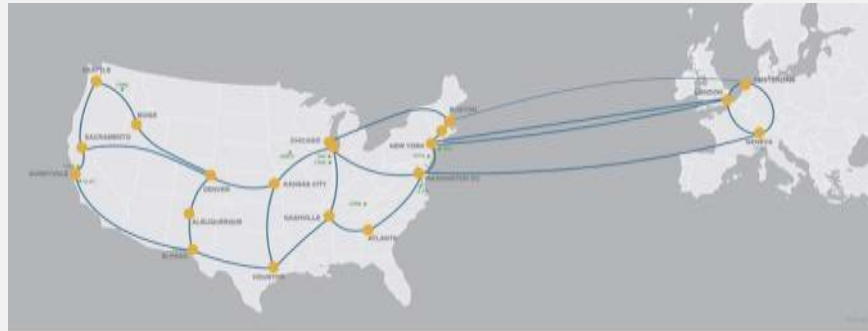 SEATTLE
BOISE
SACRAMENTO
SUNNYVALE
DENVER
ALBUQUERQUE
EL PASO
HOUSTON
KANSAS CITY
CHICAGO
NASHVILLE
ATLANTA
WASHINGTON DC
NEW YORK
BOSTON
LONDON
AMSTERDAM
GENEVA